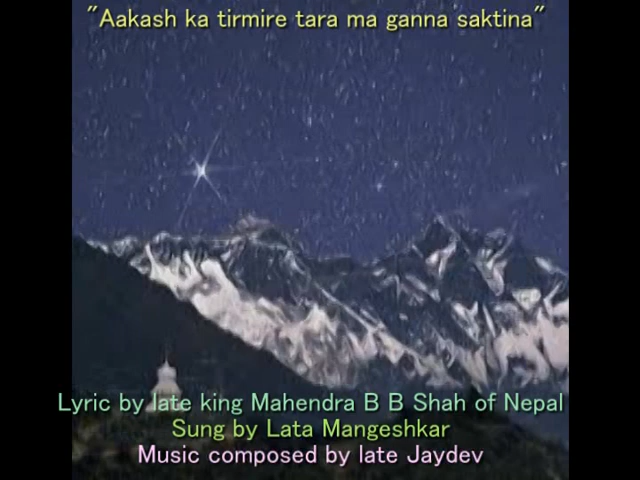 "Aakash ka tirmire tara ma ganna saktina"
Lyric by late king Mahendra B B Shah of Nepal
Sung by Lata Mangeshkar
Music composed by late Jaydev